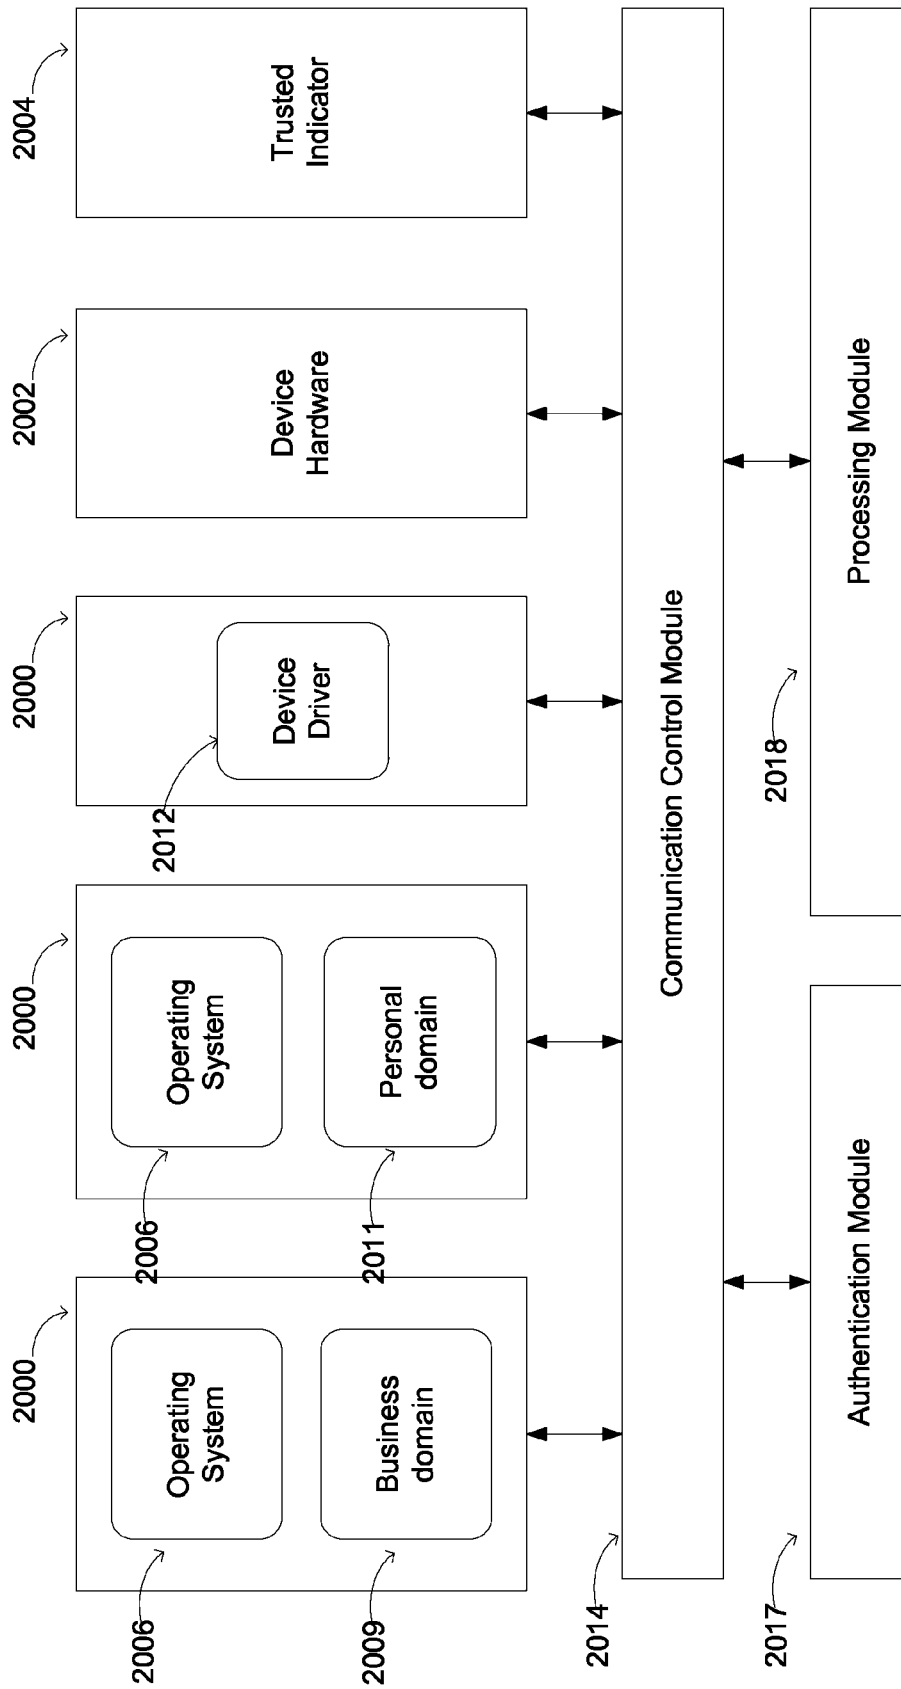 2000
2000
2000
2002
2004
2006
Operating
System
2006
Operating
System
2012
Device
Driver
Device
Hardware
Trusted
Indicator
2009
Business
domain
2011
Personal
domain
2014
Communication Control Module
2017
2018
Authentication Module
Processing Module